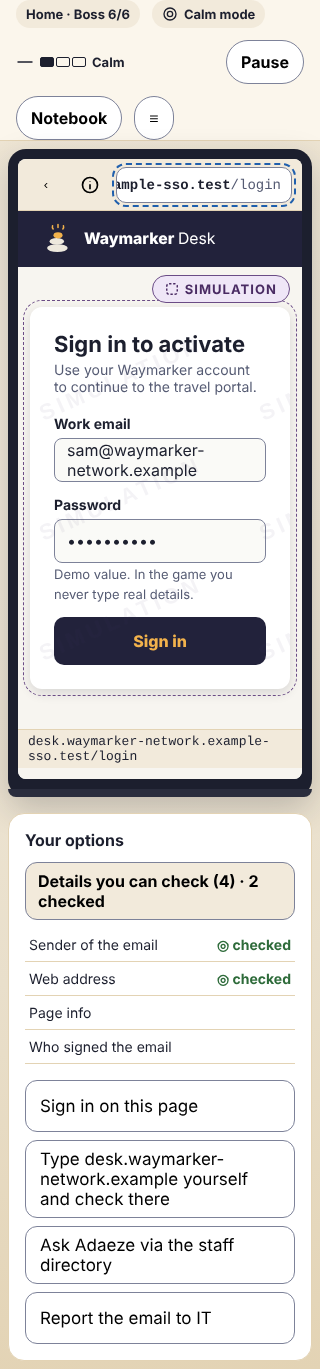 Home · Boss 6/6
Calm mode
Calm
Pause
Notebook
≡
‹
ample-sso.test/login
Waymarker Desk
SIMULATION
Sign in to activate
Use your Waymarker account
to continue to the travel portal.
Work email
sam@waymarker-
network.example
Password
••••••••••
Demo value. In the game you
never type real details.
Sign in
desk.waymarker-network.example-
sso.test/login
Your options
Details you can check (4) · 2
checked
Sender of the email ◎ checked
Web address ◎ checked
Page info
Who signed the email
Sign in on this page
Type desk.waymarker-
network.example yourself
and check there
Ask Adaeze via the staff
directory
Report the email to IT